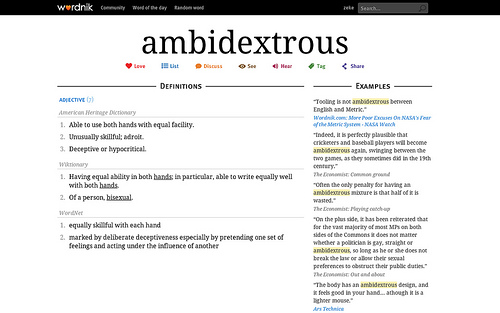 wordnik Community Word of the day Random word zeke Search...
ambidextrous
Love List Discuss See Hear Tag Share
DEFINITIONS
ADJECTIVE (7)
American Heritage Dictionary
1. Able to use both hands with equal facility.
2. Unusually skillful; adroit.
3. Deceptive or hypocritical.
Wiktionary
1. Having equal ability in both hands; in particular, able to write equally well
with both hands.
2. Of a person, bisexual.
WordNet
1. equally skillful with each hand
2. marked by deliberate deceptiveness especially by pretending one set of
feelings and acting under the influence of another
EXAMPLES
“Tooling is not ambidextrous between
English and Metric.”
Wordnik.com: More Poor Excuses On NASA's Fear
of the Metric System - NASA Watch
“Indeed, it is perfectly plausible that
cricketers and baseball players will become
ambidextrous again, swinging between the
two games, as they sometimes did in the 19th
century.”
The Economist: Common ground
“Often the only penalty for having an
ambidextrous mixture is that half of it is
wasted.”
The Economist: Playing catch-up
“On the plus side, it has been reiterated that
for the vast majority of most MPs on both
sides of the Commons it does not matter
whether a politician is gay, straight or
ambidextrous, so long as he or she does not
break the law or allow their sexual
preferences to obstruct their public duties.”
The Economist: Out and about
“The body has an ambidextrous design, and
it feels good in your hand... although it is a
lighter mouse.”
Ars Technica